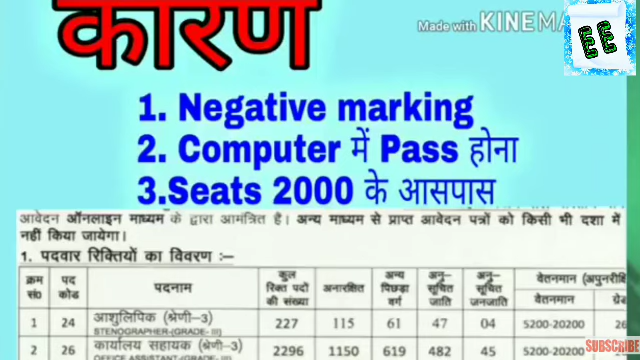 कारण
Made with KINEMA
EE
1. Negative marking
2. Computer में Pass होना
3.Seats 2000 के आसपास
आवेदन ऑनलाइन माध्यम के द्वारा आमंत्रित है। अन्य माध्यम से प्राप्त आवेदन पत्रों को किसी भी दशा में
नहीं किया जायेगा।
1. पदवार रिक्तियों का विवरण :–
क्रम सं0 पद कोड पदनाम कुल रिक्त पदों की संख्या अनारक्षित अन्य पिछड़ा वर्ग अनु–सूचित जाति अनु–सूचित जनजाति वेतनमान (अपुनरीक्षि
वेतनमान ग्रे
1 24 आशुलिपिक (श्रेणी-3) 227 115 61 47 04 5200-20200 26
STENOGRAPHER-(GRADE- III)
2 26 कार्यालय सहायक (श्रेणी-3) 2296 1150 619 482 45 5200-20200
OFFICE ASSISTANT-(GRADE- III)
SUBSCRIBE